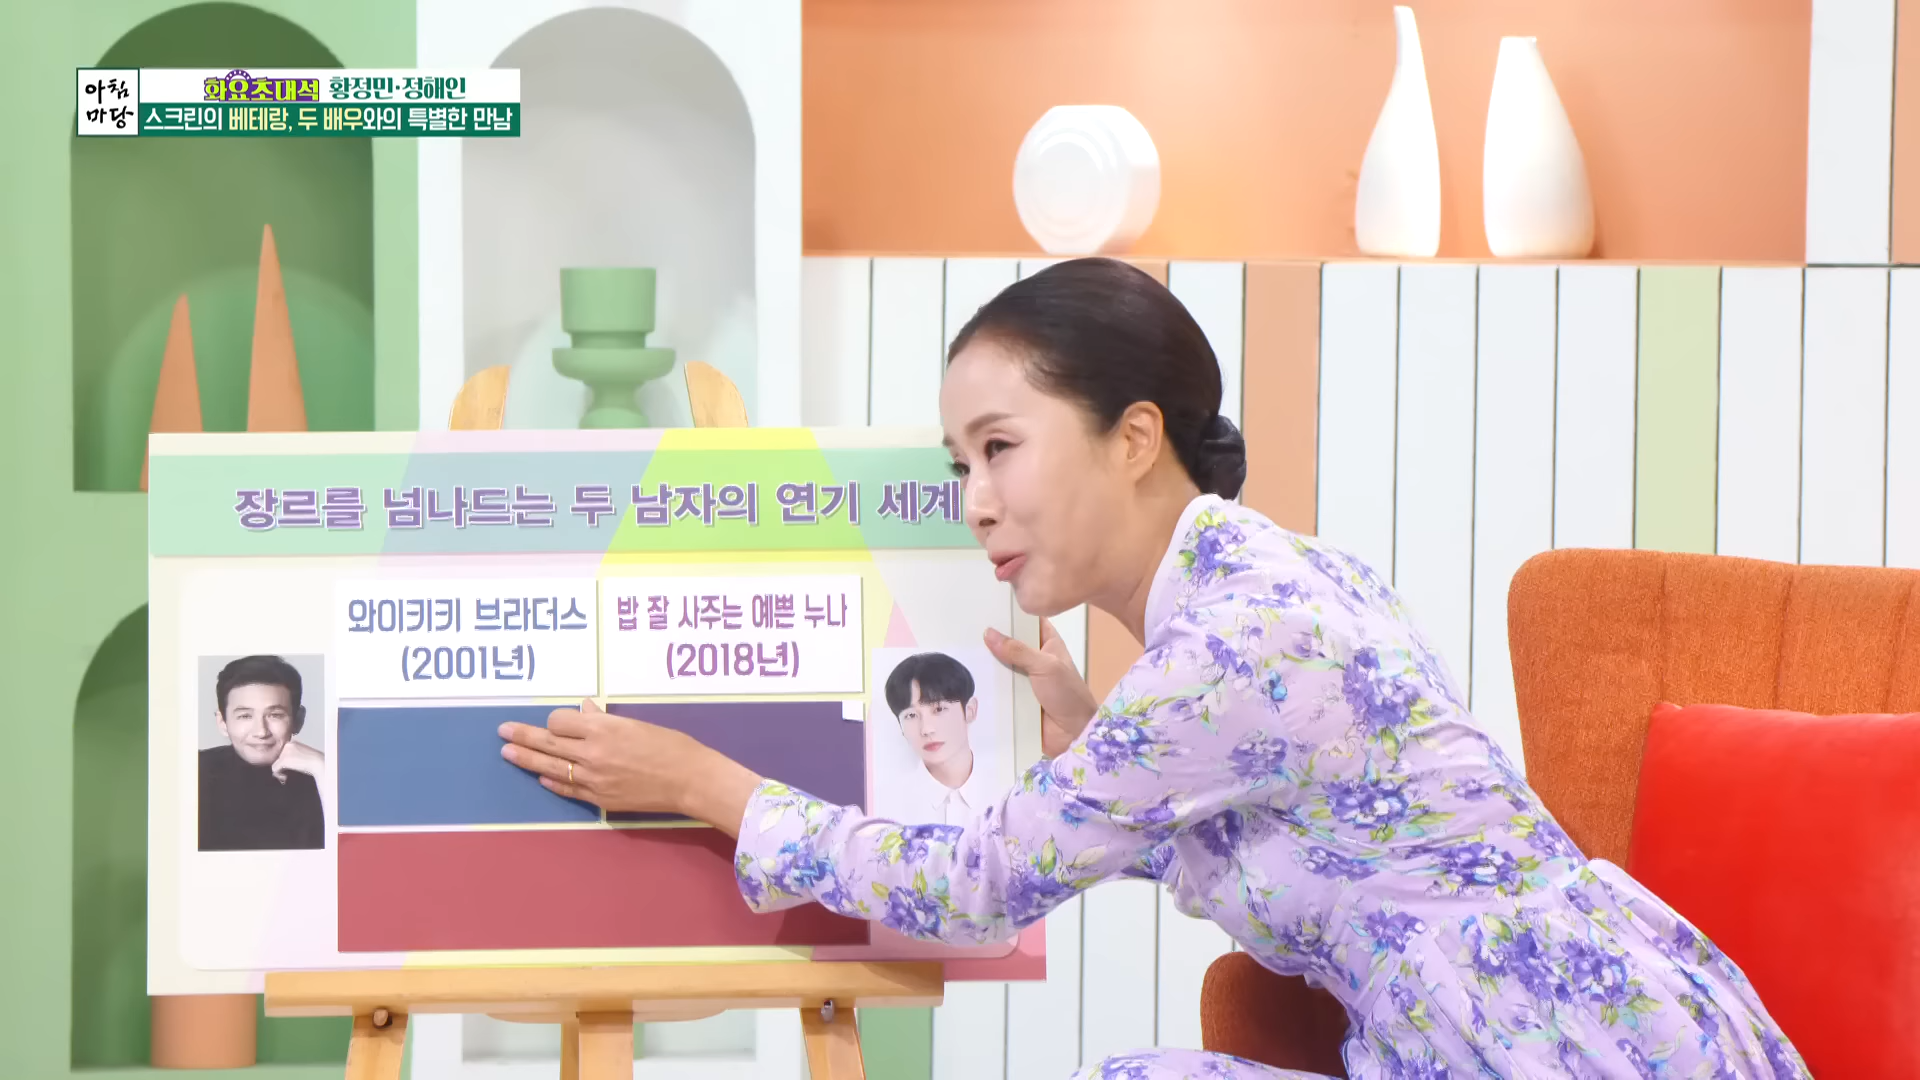 아침
마당
화요초대석 황정민·정해인
스크린의 베테랑, 두 배우와의 특별한 만남
장르를 넘나드는 두 남자의 연기 세계
와이키키 브라더스
(2001년)
밥 잘 사주는 예쁜 누나
(2018년)